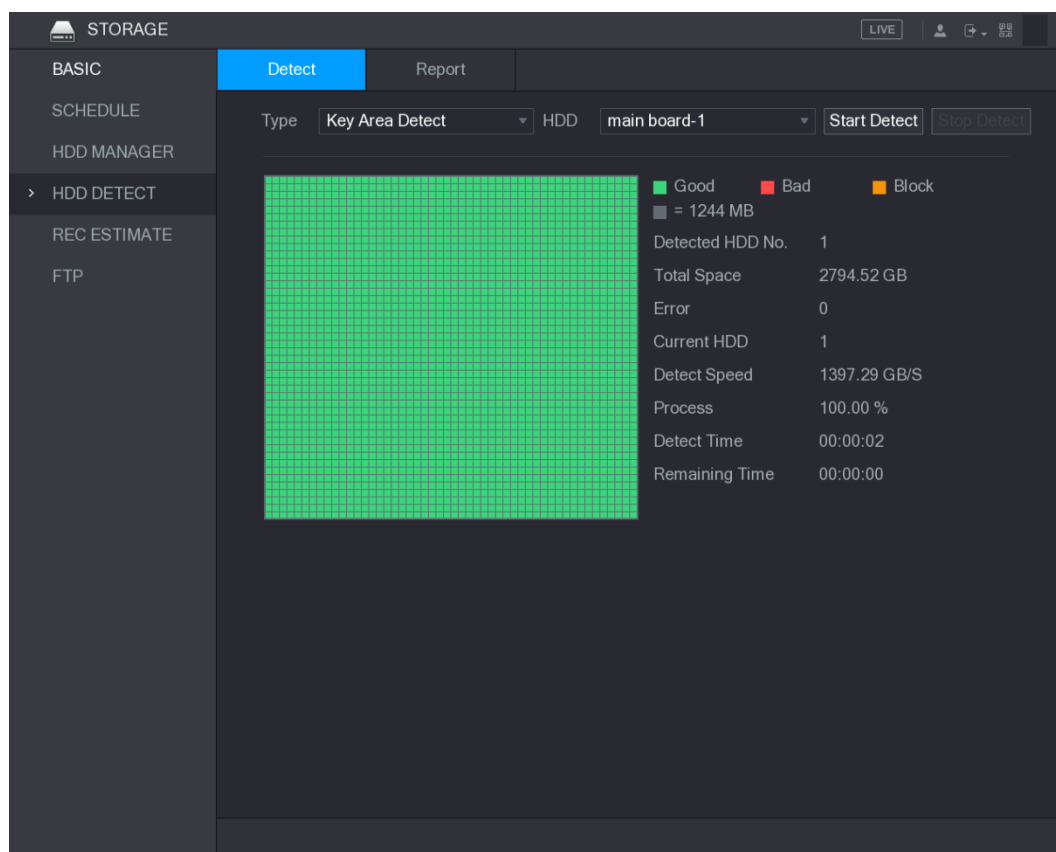 STORAGE LIVE
BASIC
SCHEDULE
HDD MANAGER
HDD DETECT
REC ESTIMATE
FTP
Detect Report
Type Key Area Detect HDD main board-1 Start Detect Stop Detect
Good Bad Block
= 1244 MB
Detected HDD No. 1
Total Space 2794.52 GB
Error 0
Current HDD 1
Detect Speed 1397.29 GB/S
Process 100.00 %
Detect Time 00:00:02
Remaining Time 00:00:00